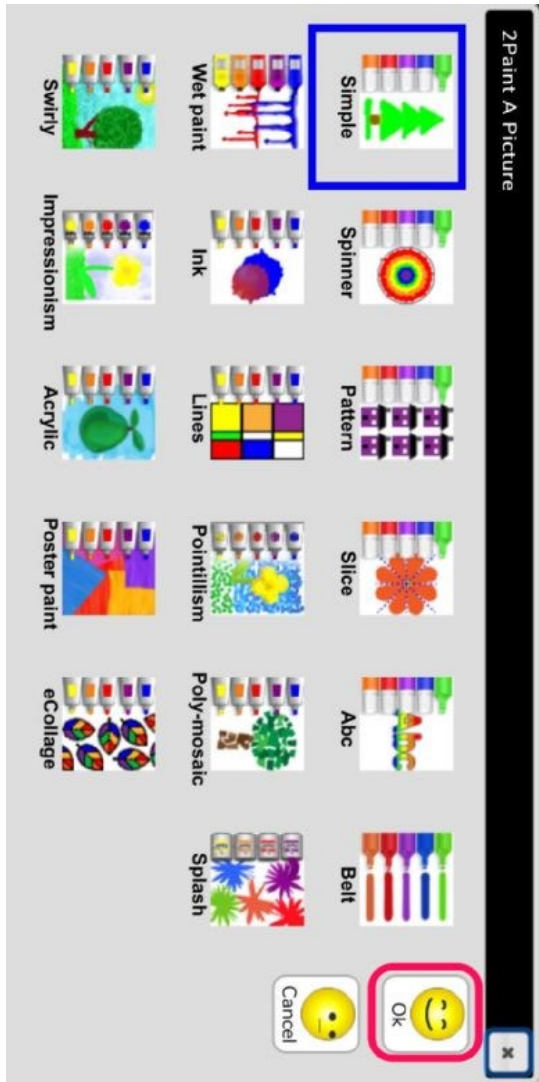 2Paint A Picture
Simple Spinner Pattern Slice Abc Belt
Ok
Wet paint Ink Lines Pointillism Poly-mosaic Splash
Cancel
Swirly Impressionism Acrylic Poster paint eCollage